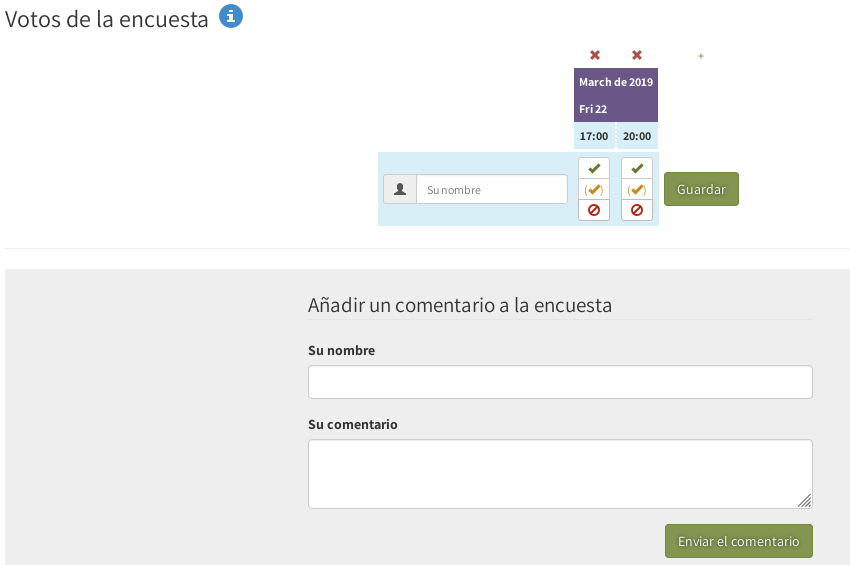 Votos de la encuesta
March de 2019
Fri 22
17:00 20:00
Su nombre
Guardar
Añadir un comentario a la encuesta
Su nombre
Su comentario
Enviar el comentario